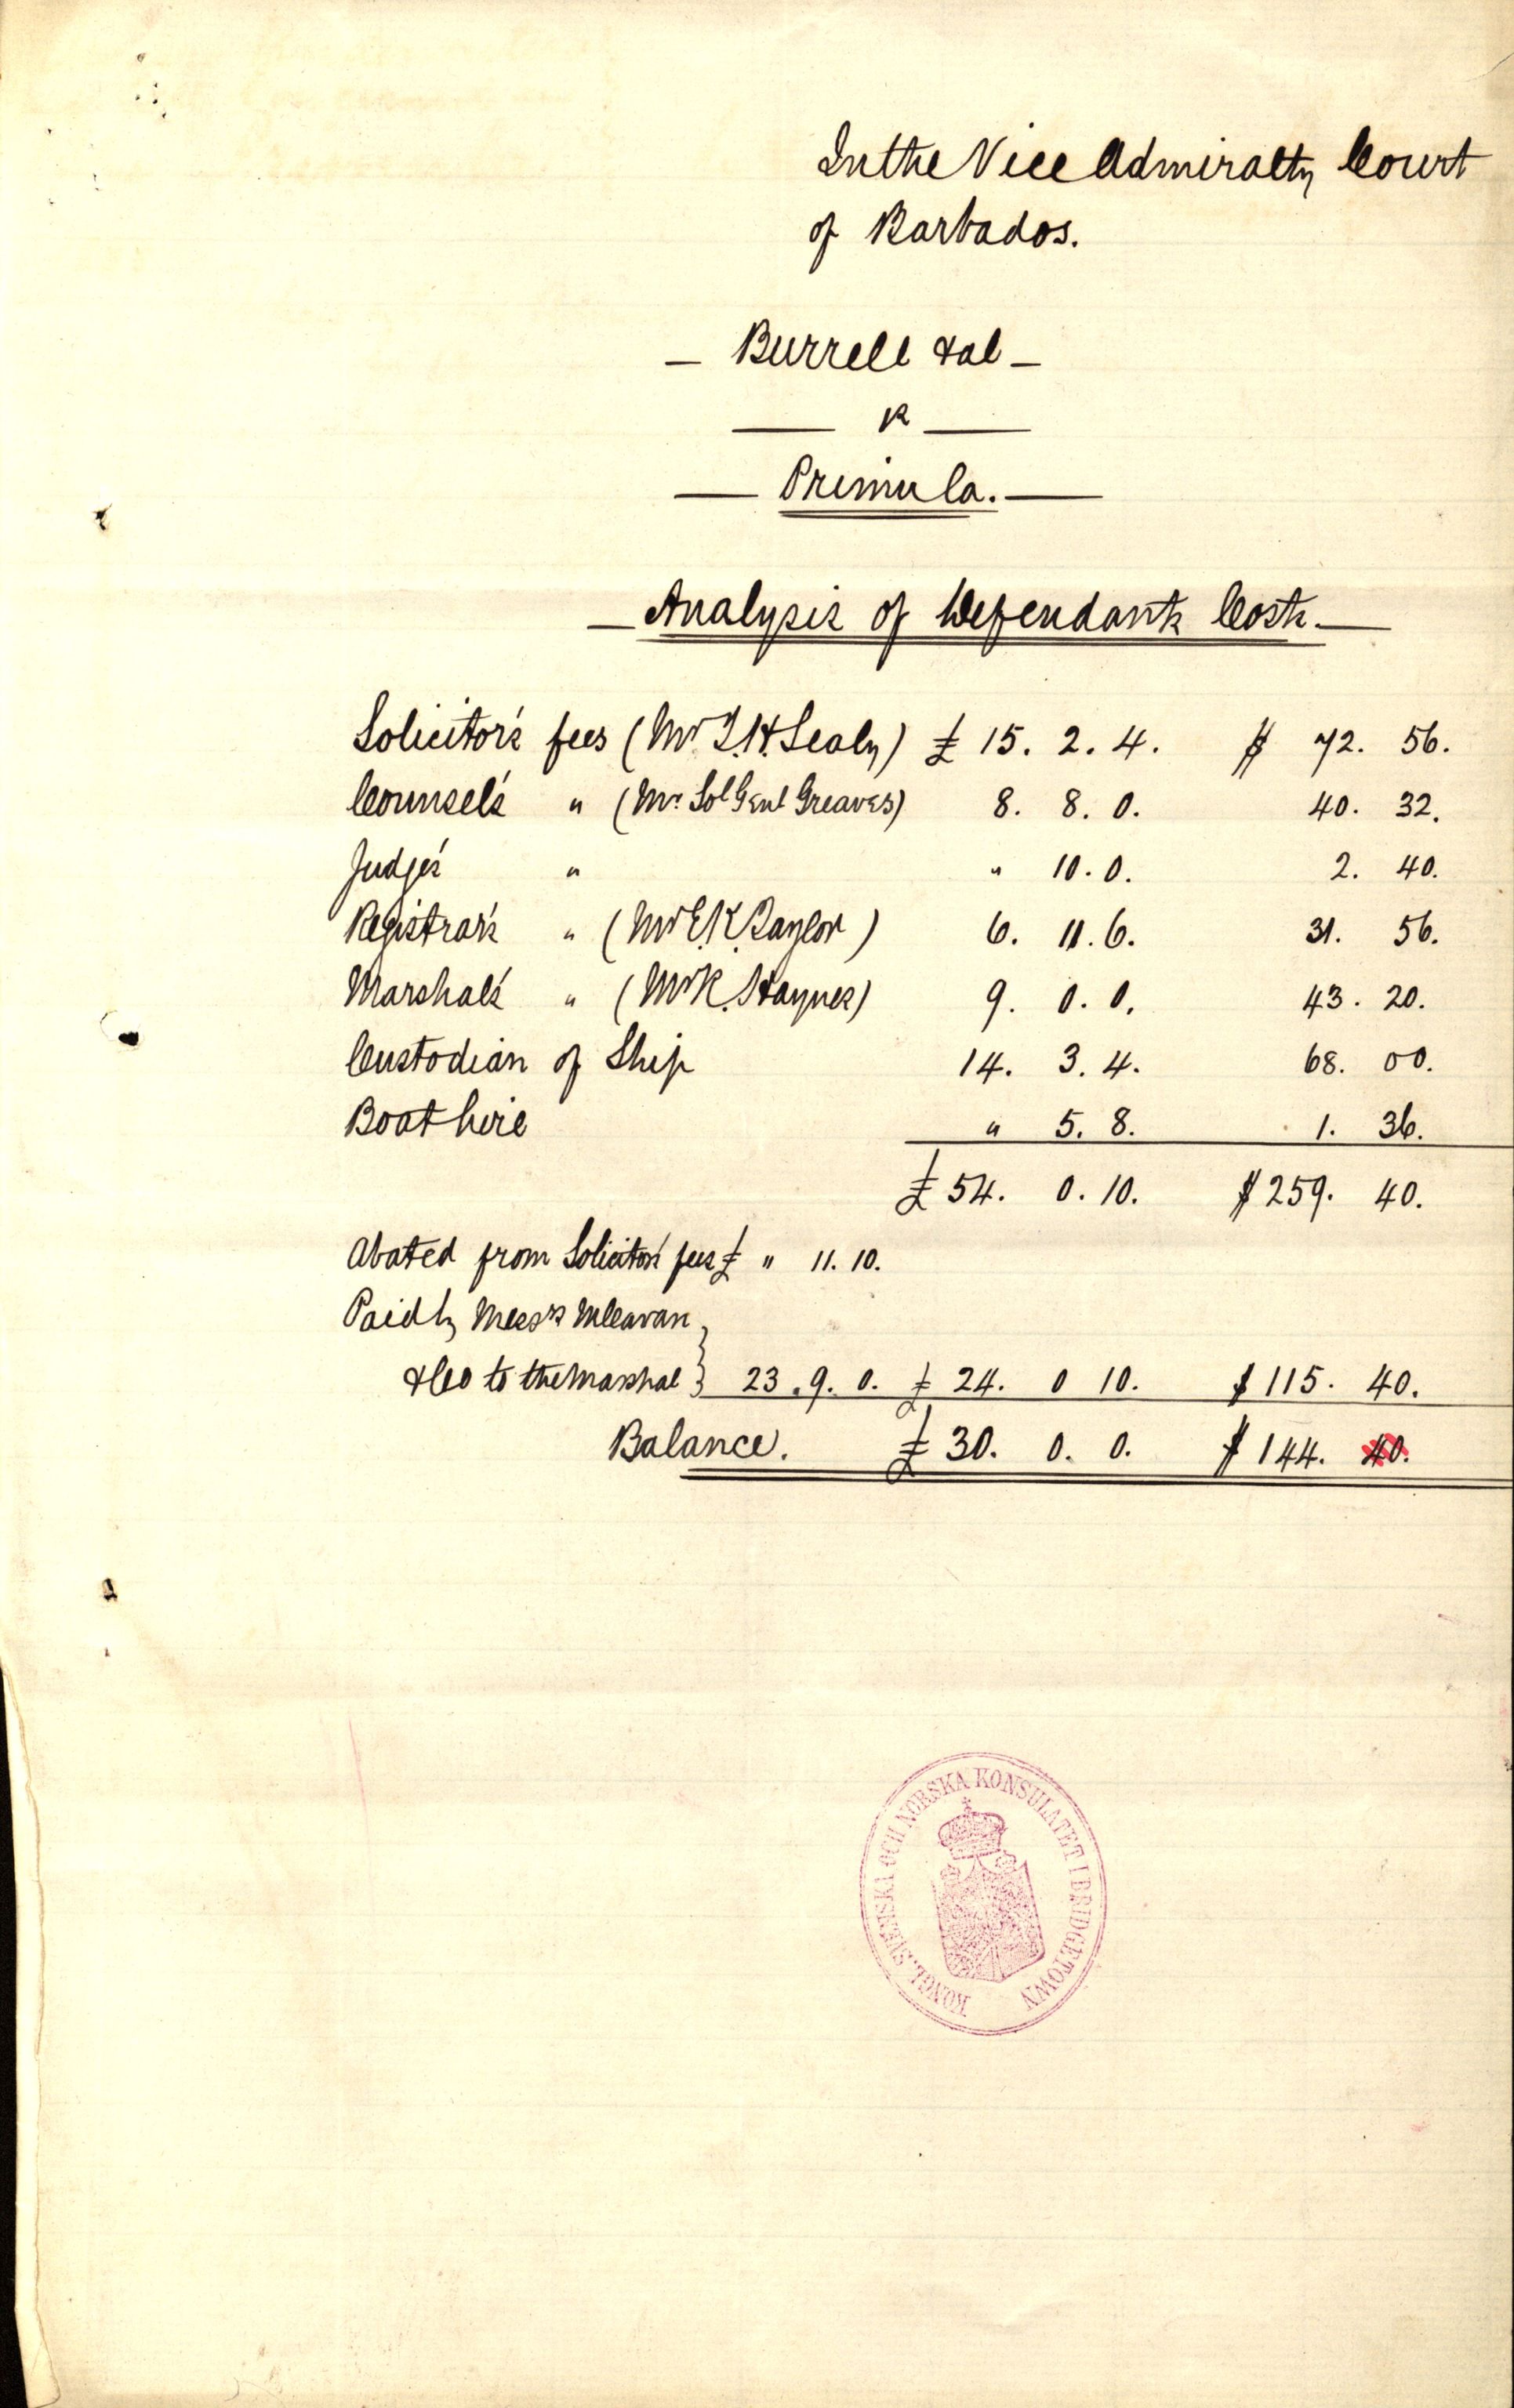 In the Vice Admiralty Court
of Barbados.
— Burrell & al —
— vs —
— Primula. —
— Analysis of Defendants Costs. —
Solicitor's fees (Mr T. H. Sealy) £ 15. 2. 4. $ 72. 56.
Counsel's " (Mr. Sol Genl Greaves) 8. 8. 0. 40. 32.
Judge's " " 10. 0. 2. 40.
Registrar's " (Mr E. K. Taylor) 6. 11. 6. 31. 56.
Marshal's " (Mr R. Haynes) 9. 0. 0. 43. 20.
Custodian of Ship 14. 3. 4. 68. 00.
Boat hire " 5. 8. 1. 36.
£ 54. 0. 10. $ 259. 40.
Abated from Solicitors fees £ " 11. 10.
Paid by Messrs
& Co to the Marshal } 23. 9. 0. £ 24. 0 10. $ 115. 40.
Balance. £ 30. 0. 0. $ 144. 40.
KONGL. SVENSKA OCH NORSKA KONSULATET I BRIDGETOWN